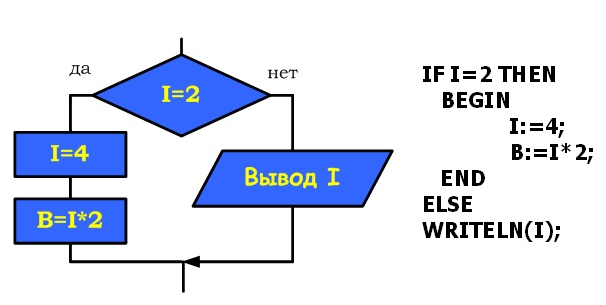 да
нет
I=2
I=4
Вывод I
B=I*2
IF I=2 THEN
BEGIN
I:=4;
B:=I*2;
END
ELSE
WRITELN(I);